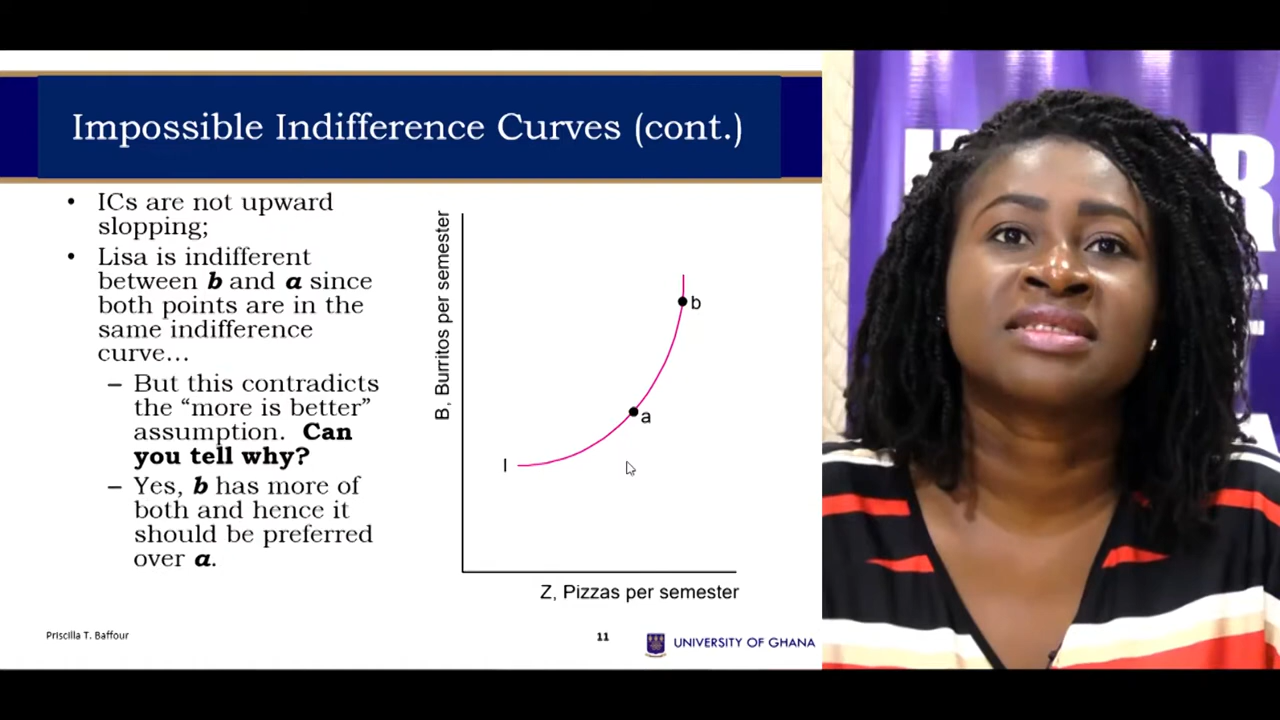 Impossible Indifference Curves (cont.)
• ICs are not upward
slopping;
• Lisa is indifferent
between b and a since
both points are in the
same indifference
curve…
– But this contradicts
the “more is better”
assumption. Can
you tell why?
– Yes, b has more of
both and hence it
should be preferred
over a.
B, Burritos per semester
b
a
I
Z, Pizzas per semester
Priscilla T. Baffour
11
UNIVERSITY OF GHANA